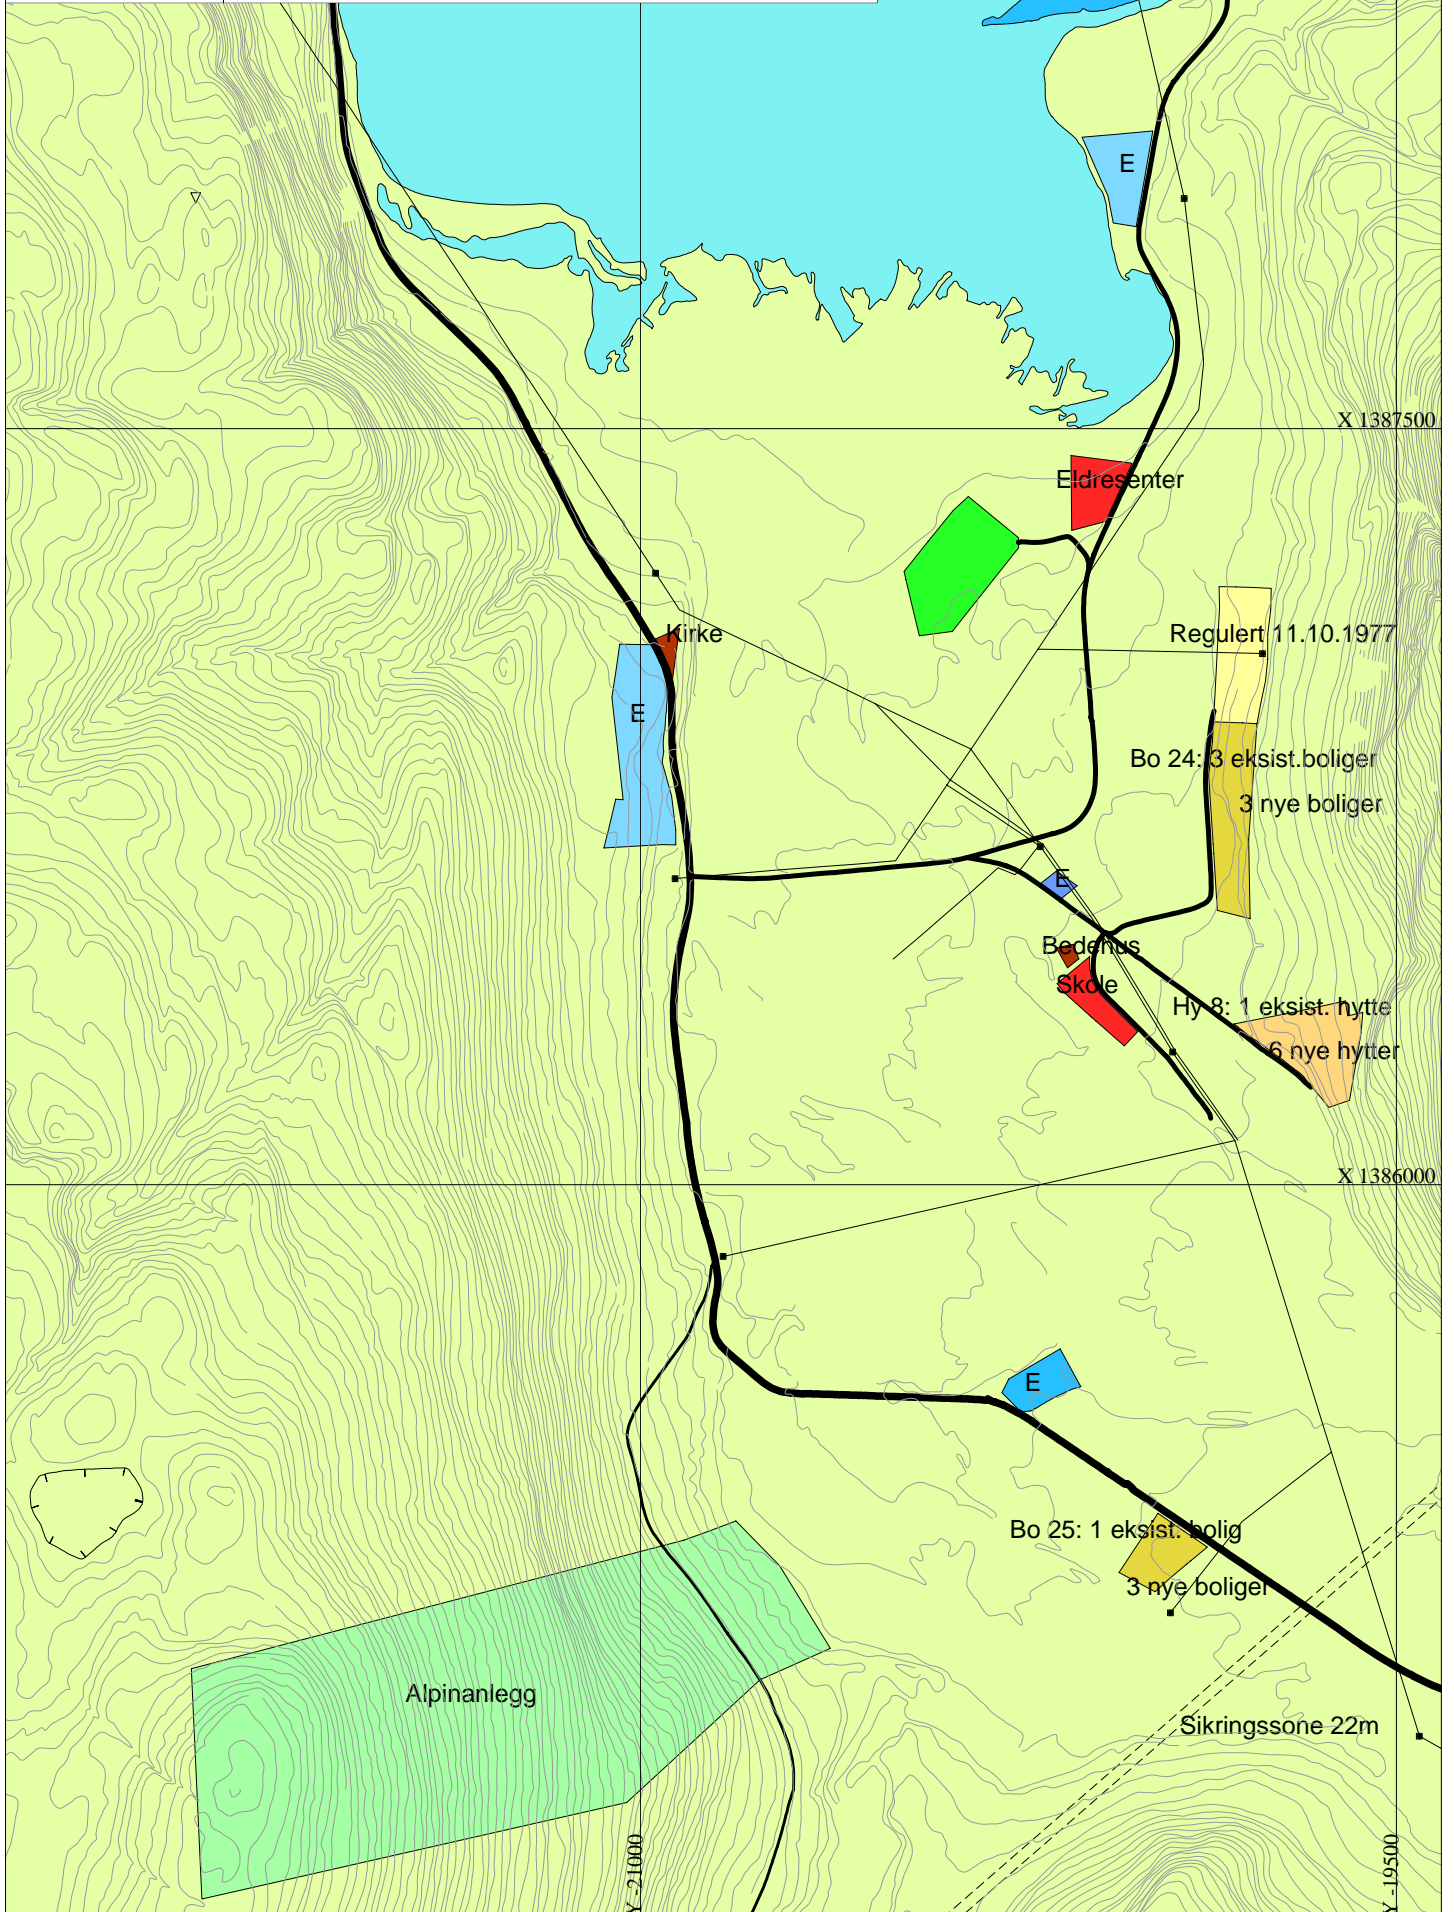 E
X 1387500
Eldresenter
Kirke
Regulert 11.10.1977
E
Bo 24: 3 eksist.boliger
3 nye boliger
E
Bedehus
Skole
Hy 8: 1 eksist. hytte
6 nye hytter
X 1386000
E
Bo 25: 1 eksist. bolig
3 nye boliger
Alpinanlegg
Sikringssone 22m
Y -21000
Y -19500